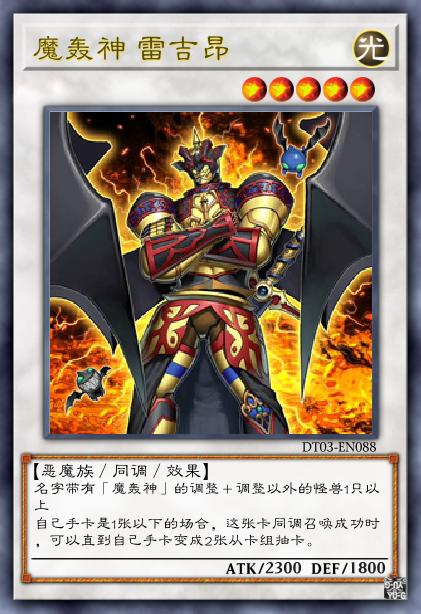 魔轰神 雷吉昂
光
DT03-EN088
【恶魔族／同调／效果】
名字带有「魔轰神」的调整＋调整以外的怪兽1只以
上
自己手卡是1张以下的场合，这张卡同调召唤成功时，
可以直到自己手卡变成2张从卡组抽卡。
ATK/2300 DEF/1800